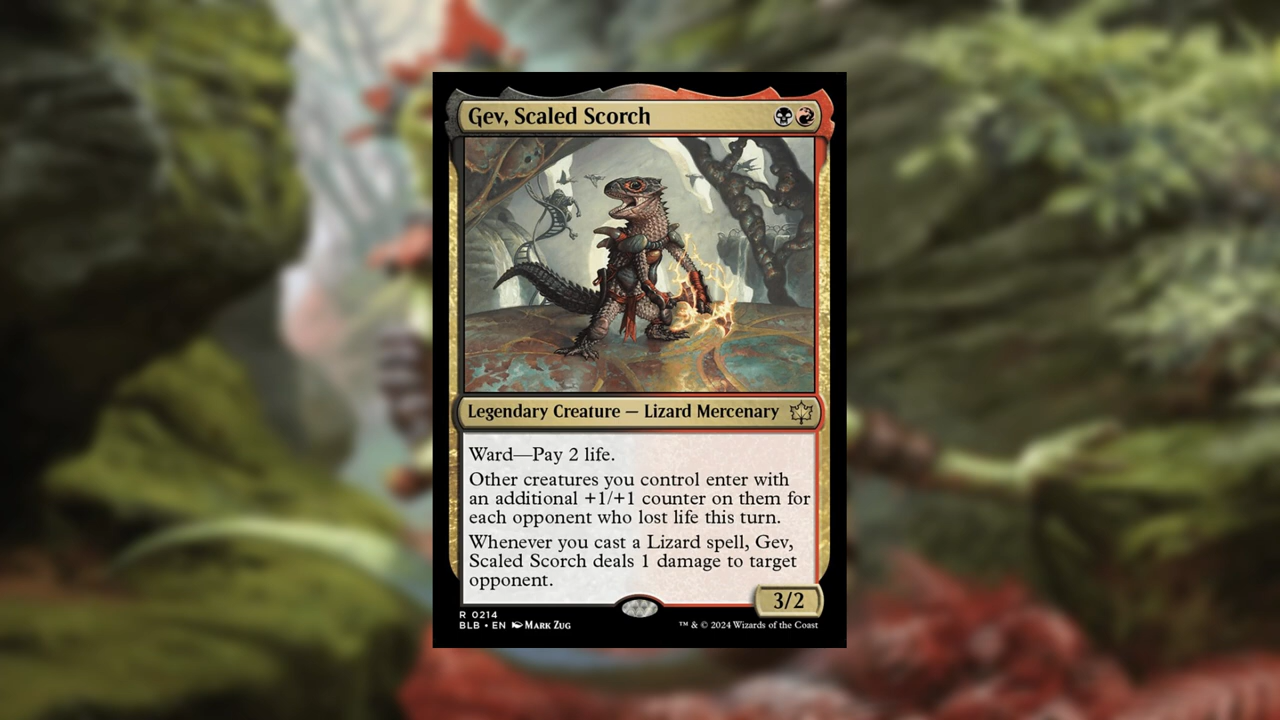 Gev, Scaled Scorch
Legendary Creature — Lizard Mercenary
Ward—Pay 2 life.
Other creatures you control enter with
an additional +1/+1 counter on them for
each opponent who lost life this turn.
Whenever you cast a Lizard spell, Gev,
Scaled Scorch deals 1 damage to target
opponent.
3/2
R 0214
BLB • EN Mark Zug
™ & © 2024 Wizards of the Coast